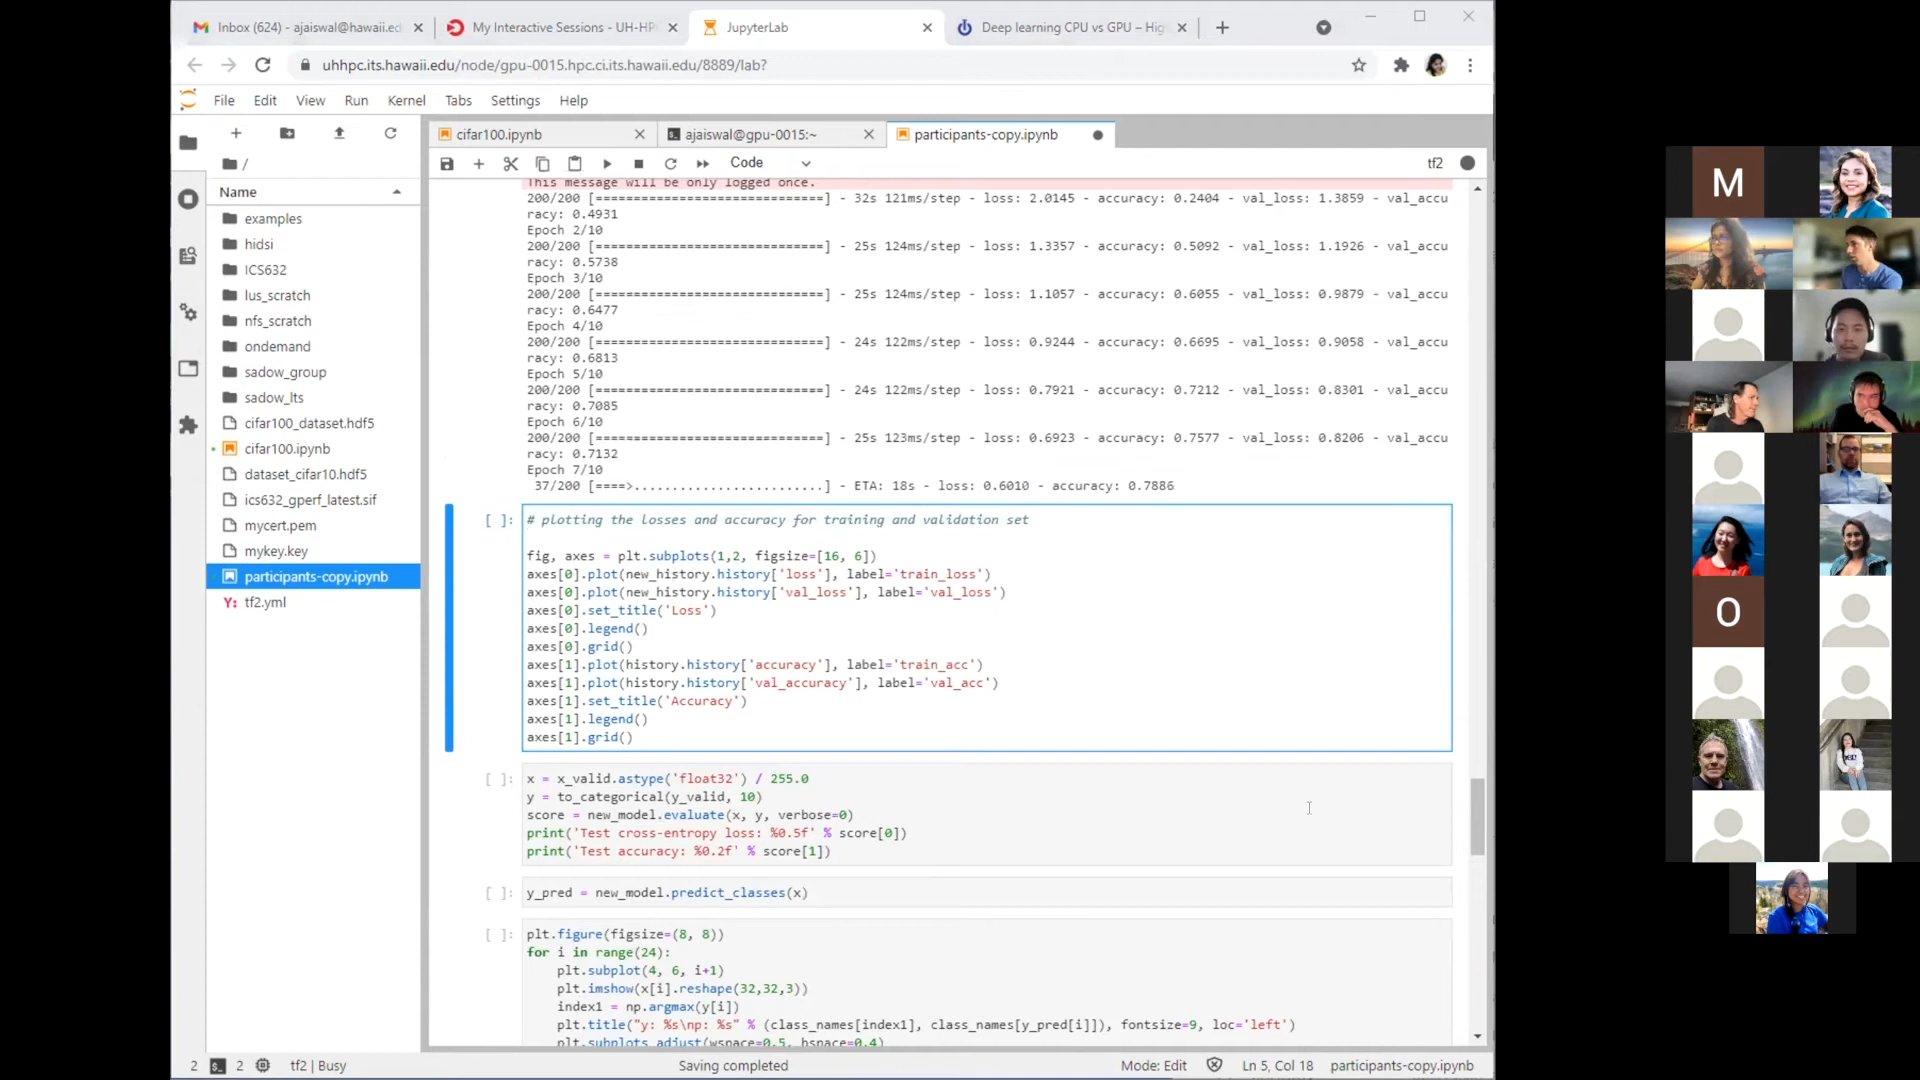 Inbox (624) - ajaiswal@hawaii.ed
My Interactive Sessions - UH-HP
JupyterLab
Deep learning CPU vs GPU – Hig
uhhpc.its.hawaii.edu/node/gpu-0015.hpc.ci.its.hawaii.edu/8889/lab?
File Edit View Run Kernel Tabs Settings Help
cifar100.ipynb
ajaiswal@gpu-0015:~
participants-copy.ipynb
/
Code
tf2
Name
examples
hidsi
ICS632
lus_scratch
nfs_scratch
ondemand
sadow_group
sadow_lts
cifar100_dataset.hdf5
cifar100.ipynb
dataset_cifar10.hdf5
ics632_gperf_latest.sif
mycert.pem
mykey.key
participants-copy.ipynb
Y: tf2.yml
This message will be only logged once.
200/200 [==============================] - 32s 121ms/step - loss: 2.0145 - accuracy: 0.2404 - val_loss: 1.3859 - val_accu
racy: 0.4931
Epoch 2/10
200/200 [==============================] - 25s 124ms/step - loss: 1.3357 - accuracy: 0.5092 - val_loss: 1.1926 - val_accu
racy: 0.5738
Epoch 3/10
200/200 [==============================] - 25s 124ms/step - loss: 1.1057 - accuracy: 0.6055 - val_loss: 0.9879 - val_accu
racy: 0.6477
Epoch 4/10
200/200 [==============================] - 24s 122ms/step - loss: 0.9244 - accuracy: 0.6695 - val_loss: 0.9058 - val_accu
racy: 0.6813
Epoch 5/10
200/200 [==============================] - 24s 122ms/step - loss: 0.7921 - accuracy: 0.7212 - val_loss: 0.8301 - val_accu
racy: 0.7085
Epoch 6/10
200/200 [==============================] - 25s 123ms/step - loss: 0.6923 - accuracy: 0.7577 - val_loss: 0.8206 - val_accu
racy: 0.7132
Epoch 7/10
37/200 [====>.........................] - ETA: 18s - loss: 0.6010 - accuracy: 0.7886
[ ]: # plotting the losses and accuracy for training and validation set
fig, axes = plt.subplots(1,2, figsize=[16, 6])
axes[0].plot(new_history.history['loss'], label='train_loss')
axes[0].plot(new_history.history['val_loss'], label='val_loss')
axes[0].set_title('Loss')
axes[0].legend()
axes[0].grid()
axes[1].plot(history.history['accuracy'], label='train_acc')
axes[1].plot(history.history['val_accuracy'], label='val_acc')
axes[1].set_title('Accuracy')
axes[1].legend()
axes[1].grid()
[ ]: x = x_valid.astype('float32') / 255.0
y = to_categorical(y_valid, 10)
score = new_model.evaluate(x, y, verbose=0)
print('Test cross-entropy loss: %0.5f' % score[0])
print('Test accuracy: %0.2f' % score[1])
[ ]: y_pred = new_model.predict_classes(x)
[ ]: plt.figure(figsize=(8, 8))
for i in range(24):
plt.subplot(4, 6, i+1)
plt.imshow(x[i].reshape(32,32,3))
index1 = np.argmax(y[i])
plt.title("y: %s\np: %s" % (class_names[index1], class_names[y_pred[i]]), fontsize=9, loc='left')
plt.subplots_adjust(wspace=0.5, hspace=0.4)
2 2 tf2 | Busy
Saving completed
Mode: Edit
Ln 5, Col 18
participants-copy.ipynb
M
O